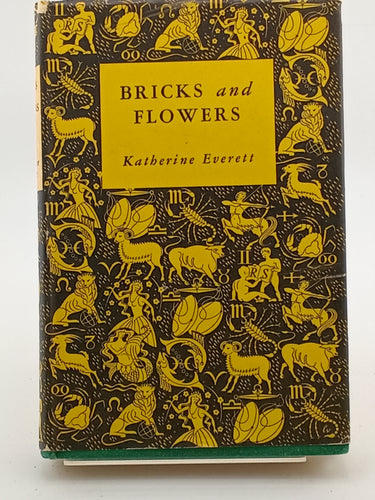 BRICKS and
FLOWERS
Katherine Everett